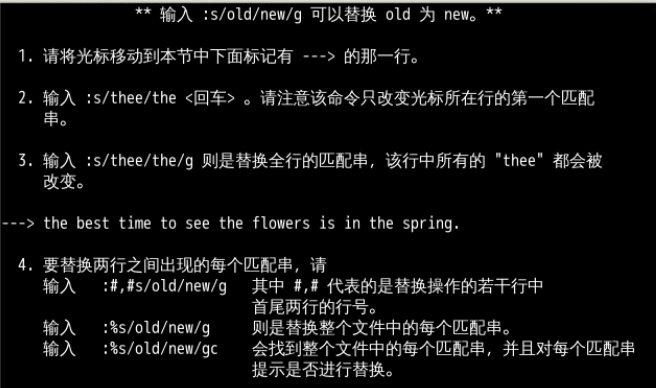 ** 输入 :s/old/new/g 可以替换 old 为 new。**
1. 请将光标移动到本节中下面标记有 ---> 的那一行。
2. 输入 :s/thee/the <回车> 。请注意该命令只改变光标所在行的第一个匹配
串。
3. 输入 :s/thee/the/g 则是替换全行的匹配串, 该行中所有的 "thee" 都会被
改变。
---> the best time to see the flowers is in the spring.
4. 要替换两行之间出现的每个匹配串, 请
输入 :#,#s/old/new/g 其中 #,# 代表的是替换操作的若干行中
首尾两行的行号。
输入 :%s/old/new/g 则是替换整个文件中的每个匹配串。
输入 :%s/old/new/gc 会找到整个文件中的每个匹配串, 并且对每个匹配串
提示是否进行替换。